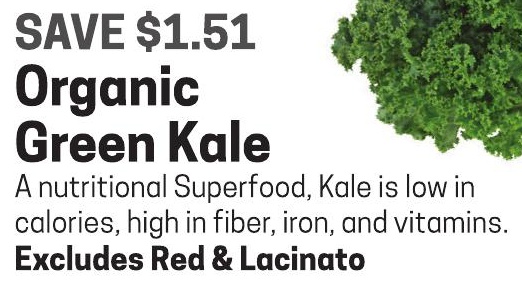 SAVE $1.51
Organic
Green Kale
A nutritional Superfood, Kale is low in
calories, high in fiber, iron, and vitamins.
Excludes Red & Lacinato